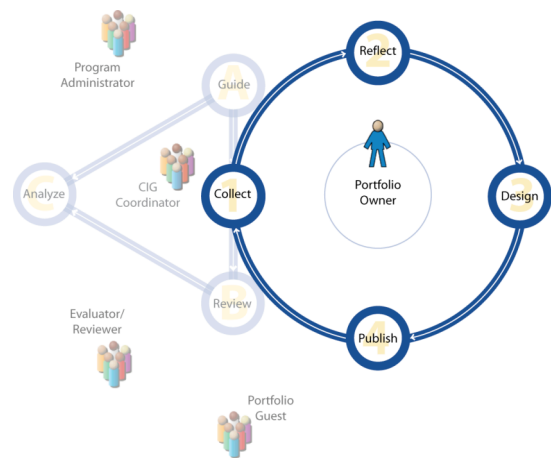 Program
Administrator
A
Guide
2
Reflect
C
Analyze
CIG
Coordinator
1
Collect
Portfolio
Owner
3
Design
B
Review
4
Publish
Evaluator/
Reviewer
Portfolio
Guest